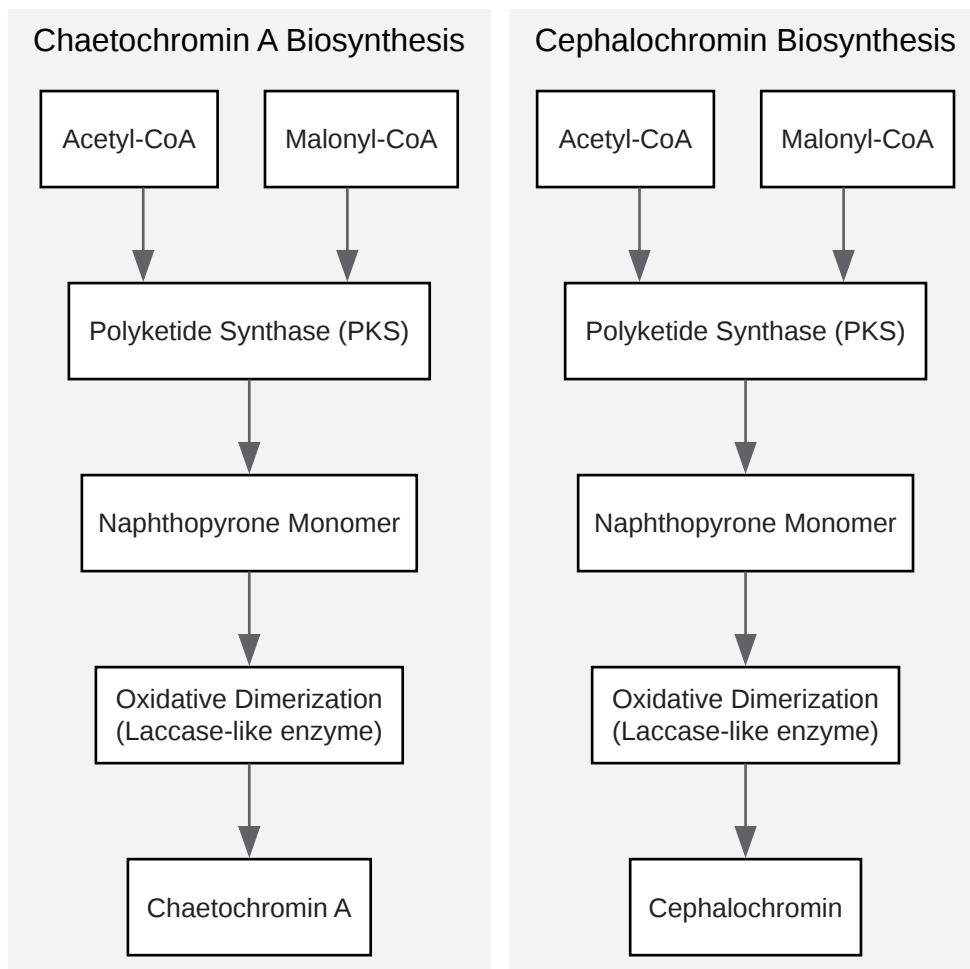 Chaetochromin A Biosynthesis
Acetyl-CoA
Malonyl-CoA
Polyketide Synthase (PKS)
Naphthopyrone Monomer
Oxidative Dimerization
(Laccase-like enzyme)
Chaetochromin A
Cephalochromin Biosynthesis
Acetyl-CoA
Malonyl-CoA
Polyketide Synthase (PKS)
Naphthopyrone Monomer
Oxidative Dimerization
(Laccase-like enzyme)
Cephalochromin